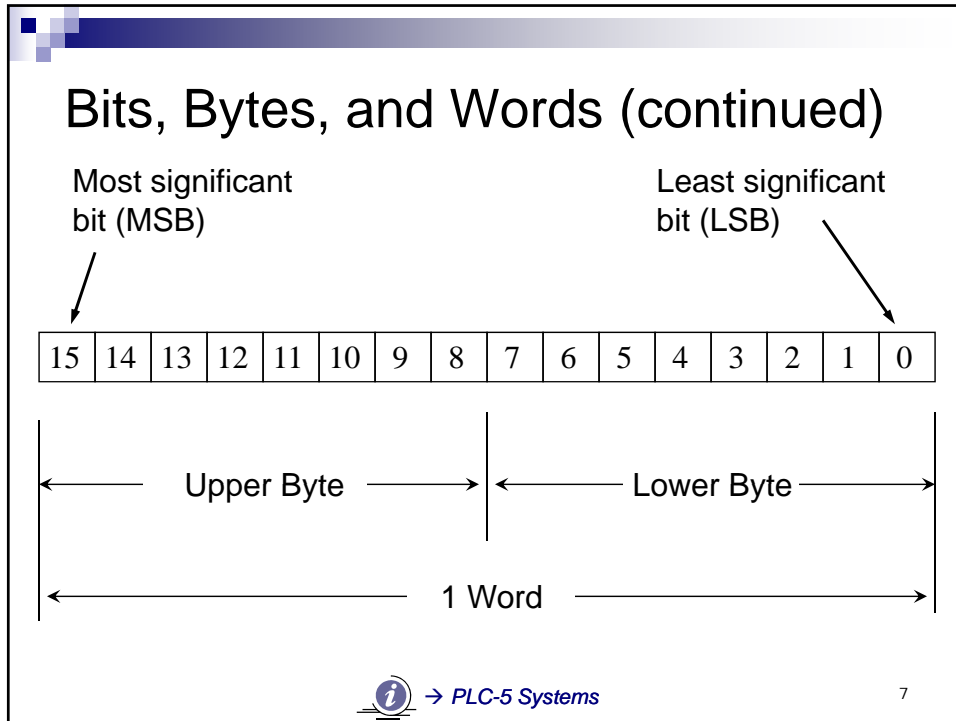 Bits, Bytes, and Words (continued)
Most significant
bit (MSB)
Least significant
bit (LSB)
15 14 13 12 11 10 9 8 7 6 5 4 3 2 1 0
Upper Byte
Lower Byte
1 Word
i → PLC-5 Systems
7